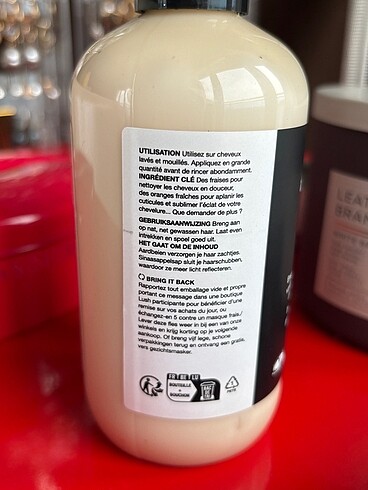 UTILISATION Utilisez sur cheveux
lavés et mouillés. Appliquez en grande
quantité avant de rincer abondamment.
INGRÉDIENT CLÉ Des fraises pour
nettoyer les cheveux en douceur,
des oranges fraîches pour aplatir les
cuticules et sublimer l'éclat de votre
chevelure... Que demander de plus ?
GEBRUIKSAANWIJZING Breng aan
op nat, net gewassen haar. Laat even
intrekken en spoel goed uit.
HET GAAT OM DE INHOUD
Aardbeien verzorgen je haar zachtjes.
Sinaasappelsap sluit je haarschubben,
waardoor ze meer licht reflecteren.
BRING IT BACK
Rapportez tout emballage vide et propre
portant ce message dans une boutique
Lush participante pour bénéficier d'une
remise sur vos achats du jour, ou
échangez-en 5 contre un masque frais./
Lever deze fles weer in bij een van onze
winkels en krijg korting op je volgende
aankoop. Of breng vijf lege, schone
verpakkingen terug en ontvang een gratis,
vers gezichtsmasker.
FR BE LU
BOUTEILLE
+
BOUCHON
1
LEAT
BRA